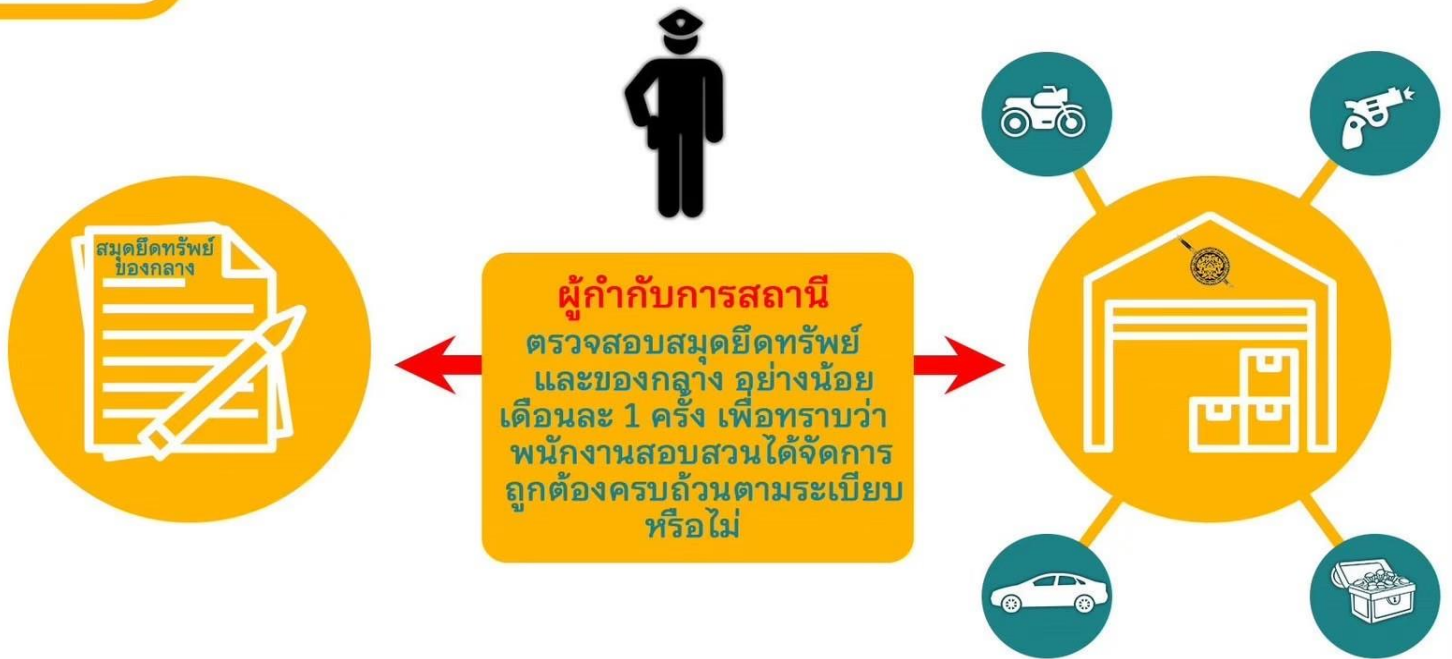 สมุดยึดทรัพย์
ของกลาง
ผู้กำกับการสถานี
ตรวจสอบสมุดยึดทรัพย์
และของกลาง อย่างน้อย
เดือนละ 1 ครั้ง เพื่อทราบว่า
พนักงานสอบสวนได้จัดการ
ถูกต้องครบถ้วนตามระเบียบ
หรือไม่